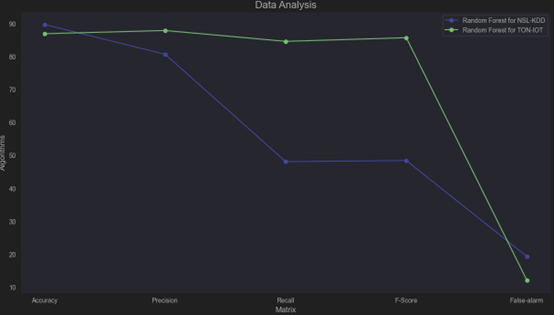 Data Analysis
Random Forest for NSL-KDD
Random Forest for TON-IOT
90
80
70
60
50
40
30
20
10
Algorithms
Accuracy
Precision
Recall
F-Score
False-alarm
Matrix